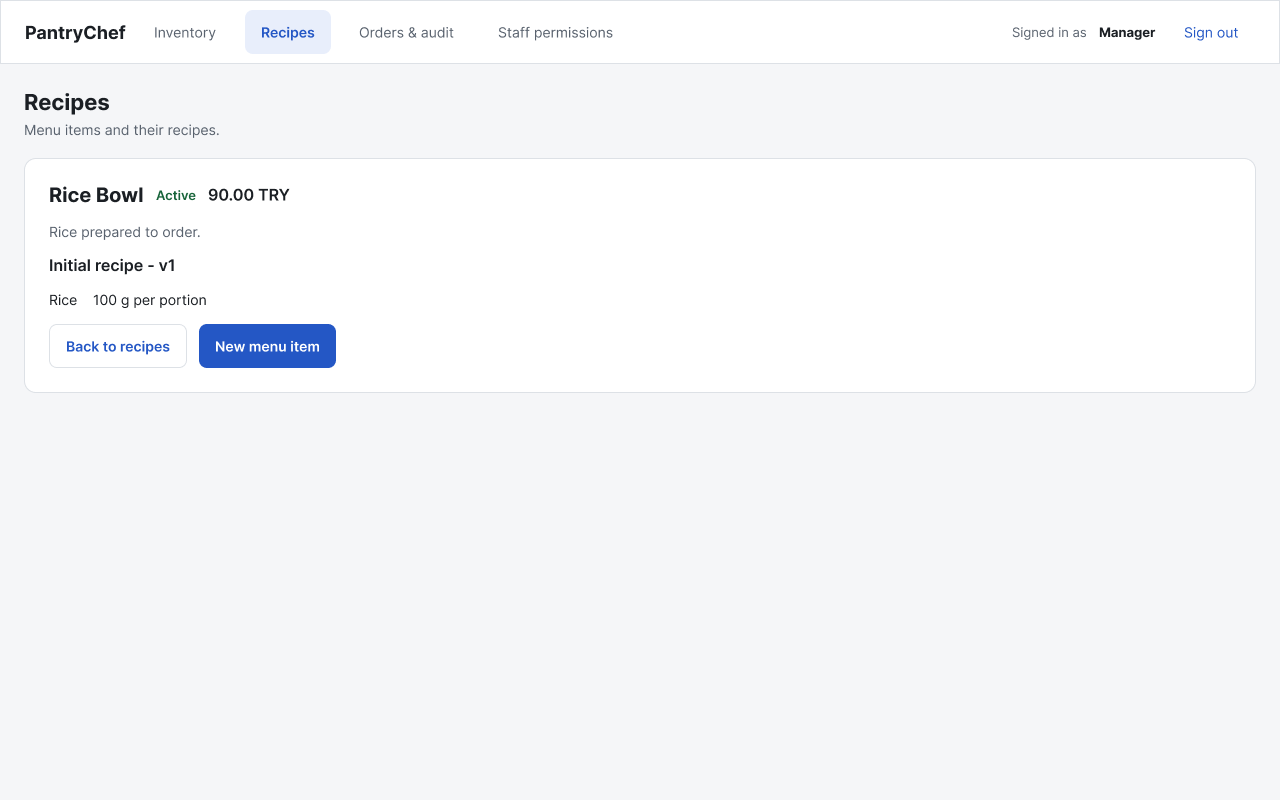 PantryChef Inventory Recipes Orders & audit Staff permissions Signed in as Manager Sign out
Recipes
Menu items and their recipes.
Rice Bowl Active 90.00 TRY
Rice prepared to order.
Initial recipe - v1
Rice 100 g per portion
Back to recipes New menu item